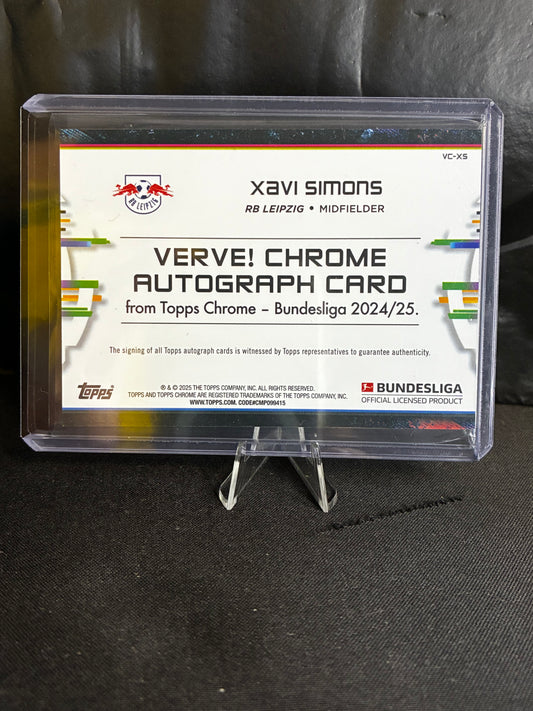 VC-XS
RB LEIPZIG
XAVI SIMONS
RB LEIPZIG • MIDFIELDER
VERVE! CHROME
AUTOGRAPH CARD
from Topps Chrome – Bundesliga 2024/25.
The signing of all Topps autograph cards is witnessed by Topps representatives to guarantee authenticity.
topps
® & © 2025 THE TOPPS COMPANY, INC. ALL RIGHTS RESERVED.
TOPPS AND TOPPS CHROME ARE REGISTERED TRADEMARKS OF THE TOPPS COMPANY, INC.
WWW.TOPPS.COM. CODE#CMP099415
BUNDESLIGA
OFFICIAL LICENSED PRODUCT